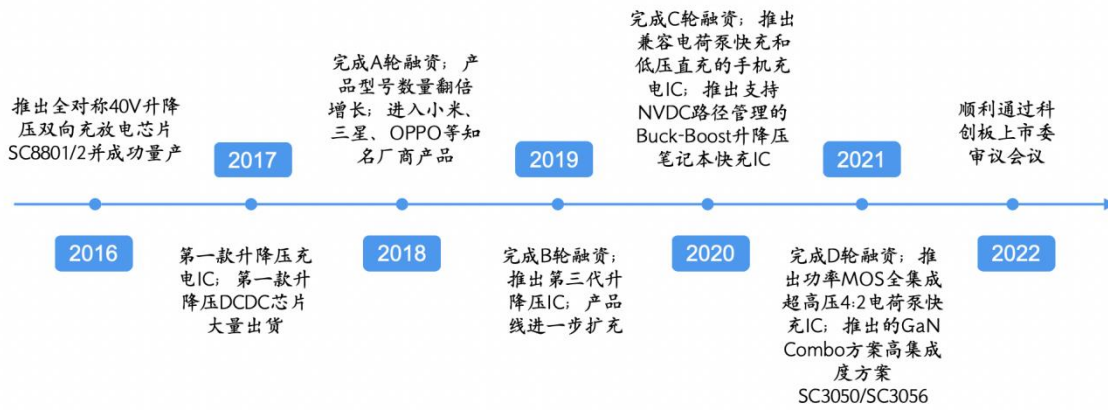 推出全对称40V升降
压双向充放电芯片
SC8801/2并成功量产
2016
2017
第一款升降压充
电IC；第一款升
降压DCDC芯片
大量出货
完成A轮融资；产
品型号数量翻倍
增长；进入小米、
三星、OPPO等知
名厂商产品
2018
2019
完成B轮融资；
推出第三代升
降压IC；产品
线进一步扩充
完成C轮融资；推出
兼容电荷泵快充和
低压直充的手机充
电IC；推出支持
NVDC路径管理的
Buck-Boost升降压
笔记本快充IC
2020
2021
完成D轮融资；推
出功率MOS全集成
超高压4:2电荷泵快
充IC；推出的GaN
Combo方案高集成
度方案
SC3050/SC3056
顺利通过科
创板上市委
审议会议
2022